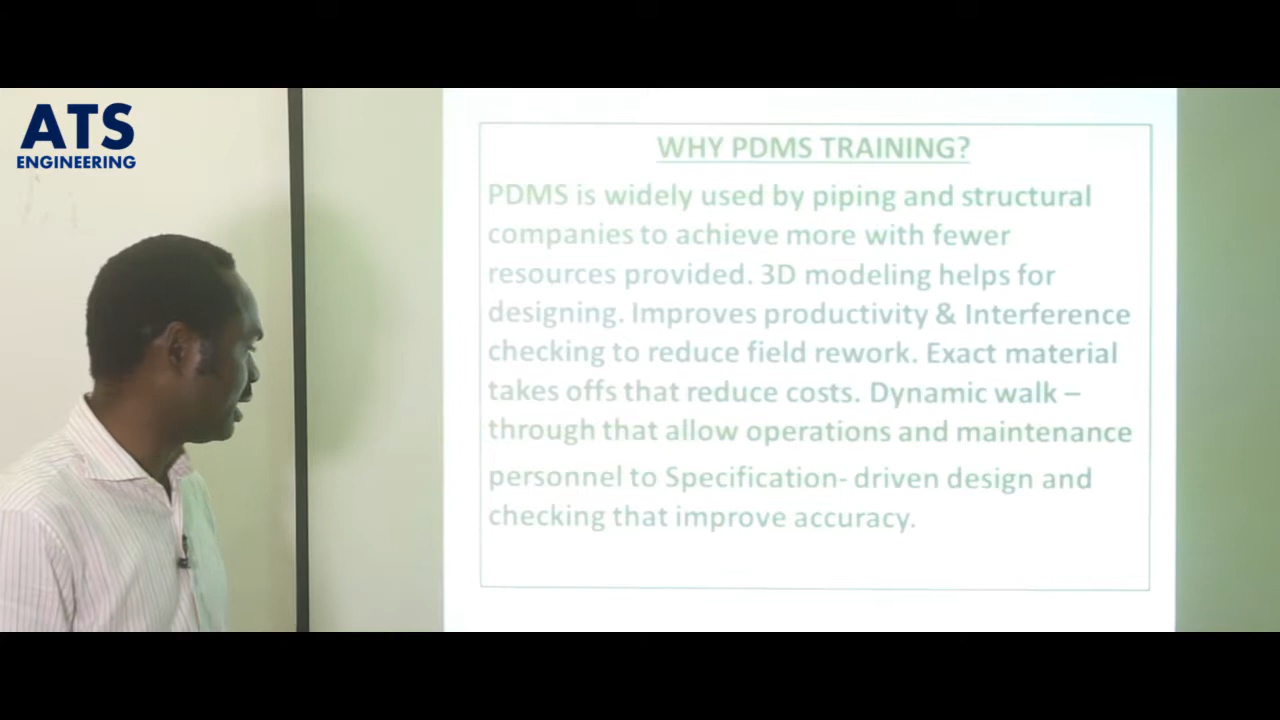 ATS
ENGINEERING
WHY PDMS TRAINING?
PDMS is widely used by piping and structural
companies to achieve more with fewer
resources provided. 3D modeling helps for
designing. Improves productivity & Interference
checking to reduce field rework. Exact material
takes offs that reduce costs. Dynamic walk –
through that allow operations and maintenance
personnel to Specification- driven design and
checking that improve accuracy.